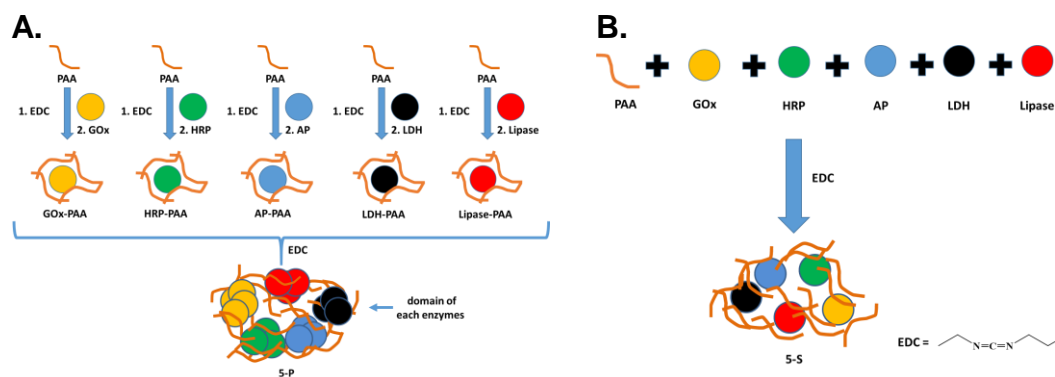 A.
PAA PAA PAA PAA PAA
1. EDC 1. EDC 1. EDC 1. EDC 1. EDC
2. GOx 2. HRP 2. AP 2. LDH 2. Lipase
GOx-PAA HRP-PAA AP-PAA LDH-PAA Lipase-PAA
EDC
domain of
each enzymes
5-P
B.
PAA GOx HRP AP LDH Lipase
EDC
5-S
EDC = N=C=N